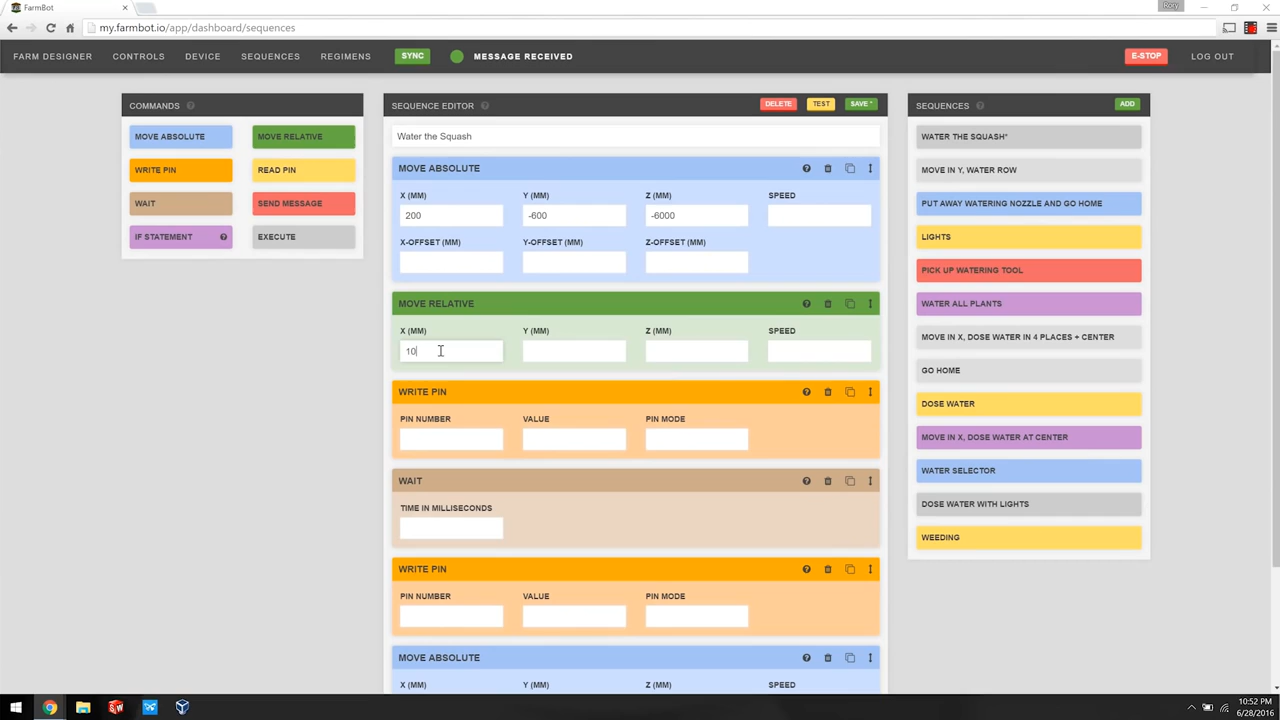 FarmBot
Rory
my.farmbot.io/app/dashboard/sequences
FARM DESIGNER CONTROLS DEVICE SEQUENCES REGIMENS SYNC MESSAGE RECEIVED E-STOP LOG OUT
COMMANDS
MOVE ABSOLUTE MOVE RELATIVE
WRITE PIN READ PIN
WAIT SEND MESSAGE
IF STATEMENT EXECUTE
SEQUENCE EDITOR DELETE TEST SAVE *
Water the Squash
MOVE ABSOLUTE
X (MM) Y (MM) Z (MM) SPEED
200 -600 -6000
X-OFFSET (MM) Y-OFFSET (MM) Z-OFFSET (MM)
MOVE RELATIVE
X (MM) Y (MM) Z (MM) SPEED
10
WRITE PIN
PIN NUMBER VALUE PIN MODE
WAIT
TIME IN MILLISECONDS
WRITE PIN
PIN NUMBER VALUE PIN MODE
MOVE ABSOLUTE
X (MM) Y (MM) Z (MM) SPEED
SEQUENCES ADD
WATER THE SQUASH*
MOVE IN Y, WATER ROW
PUT AWAY WATERING NOZZLE AND GO HOME
LIGHTS
PICK UP WATERING TOOL
WATER ALL PLANTS
MOVE IN X, DOSE WATER IN 4 PLACES + CENTER
GO HOME
DOSE WATER
MOVE IN X, DOSE WATER AT CENTER
WATER SELECTOR
DOSE WATER WITH LIGHTS
WEEDING
10:52 PM
6/28/2016